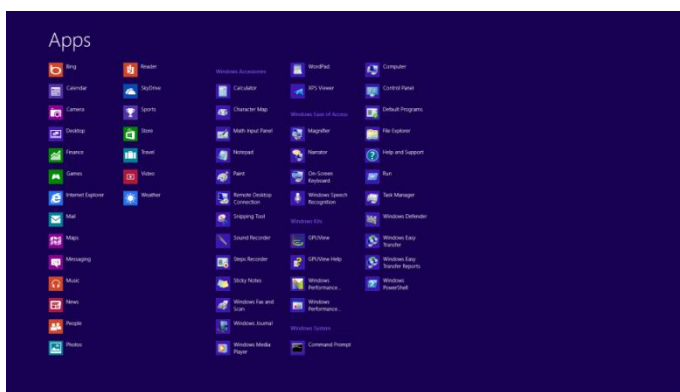 Apps
Bing
Calendar
Camera
Desktop
Finance
Games
Internet Explorer
Mail
Maps
Messaging
Music
News
People
Photos
Reader
SkyDrive
Sports
Store
Travel
Video
Weather
Windows Accessories
Calculator
Character Map
Math Input Panel
Notepad
Paint
Remote Desktop
Connection
Snipping Tool
Sound Recorder
Steps Recorder
Sticky Notes
Windows Fax and
Scan
Windows Journal
Windows Media
Player
WordPad
XPS Viewer
Windows Ease of Access
Magnifier
Narrator
On-Screen
Keyboard
Windows Speech
Recognition
Windows Kits
GPUView
GPUView Help
Windows
Performance...
Windows
Performance...
Windows System
Command Prompt
Computer
Control Panel
Default Programs
File Explorer
Help and Support
Run
Task Manager
Windows Defender
Windows Easy
Transfer
Windows Easy
Transfer Reports
Windows
PowerShell